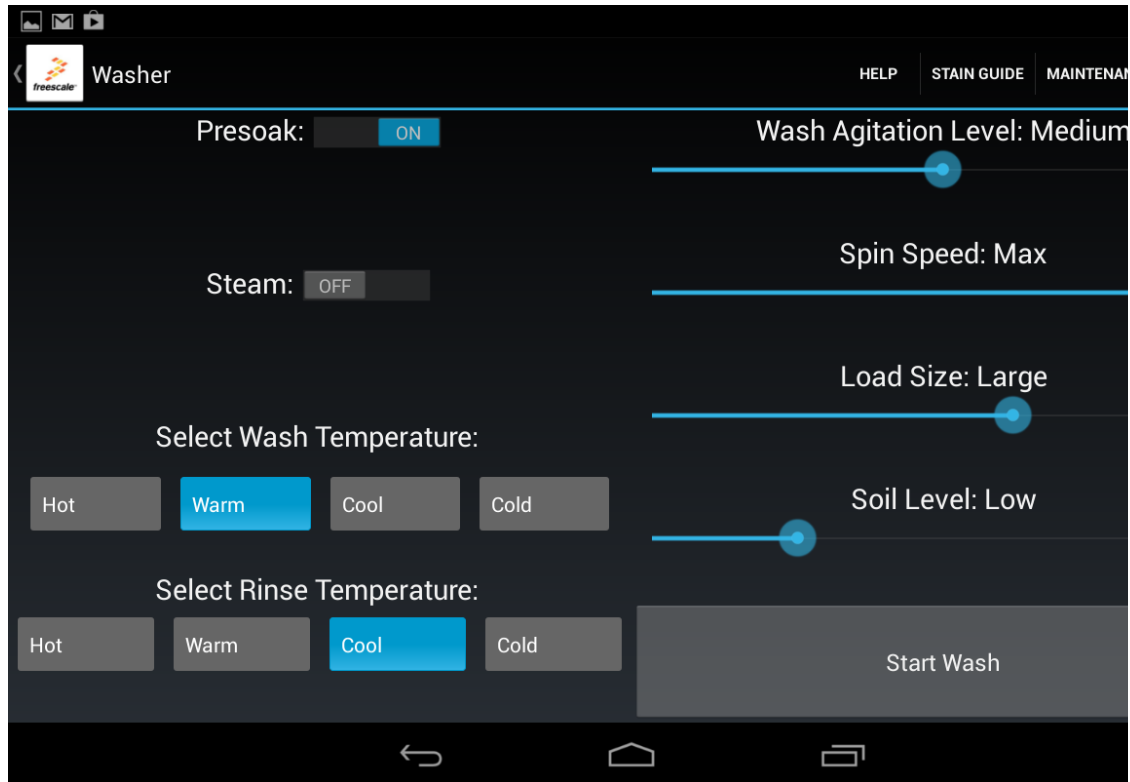 freescale
Washer
HELP
STAIN GUIDE
MAINTENAN
Presoak: ON
Steam: OFF
Select Wash Temperature:
Hot Warm Cool Cold
Select Rinse Temperature:
Hot Warm Cool Cold
Wash Agitation Level: Medium
Spin Speed: Max
Load Size: Large
Soil Level: Low
Start Wash